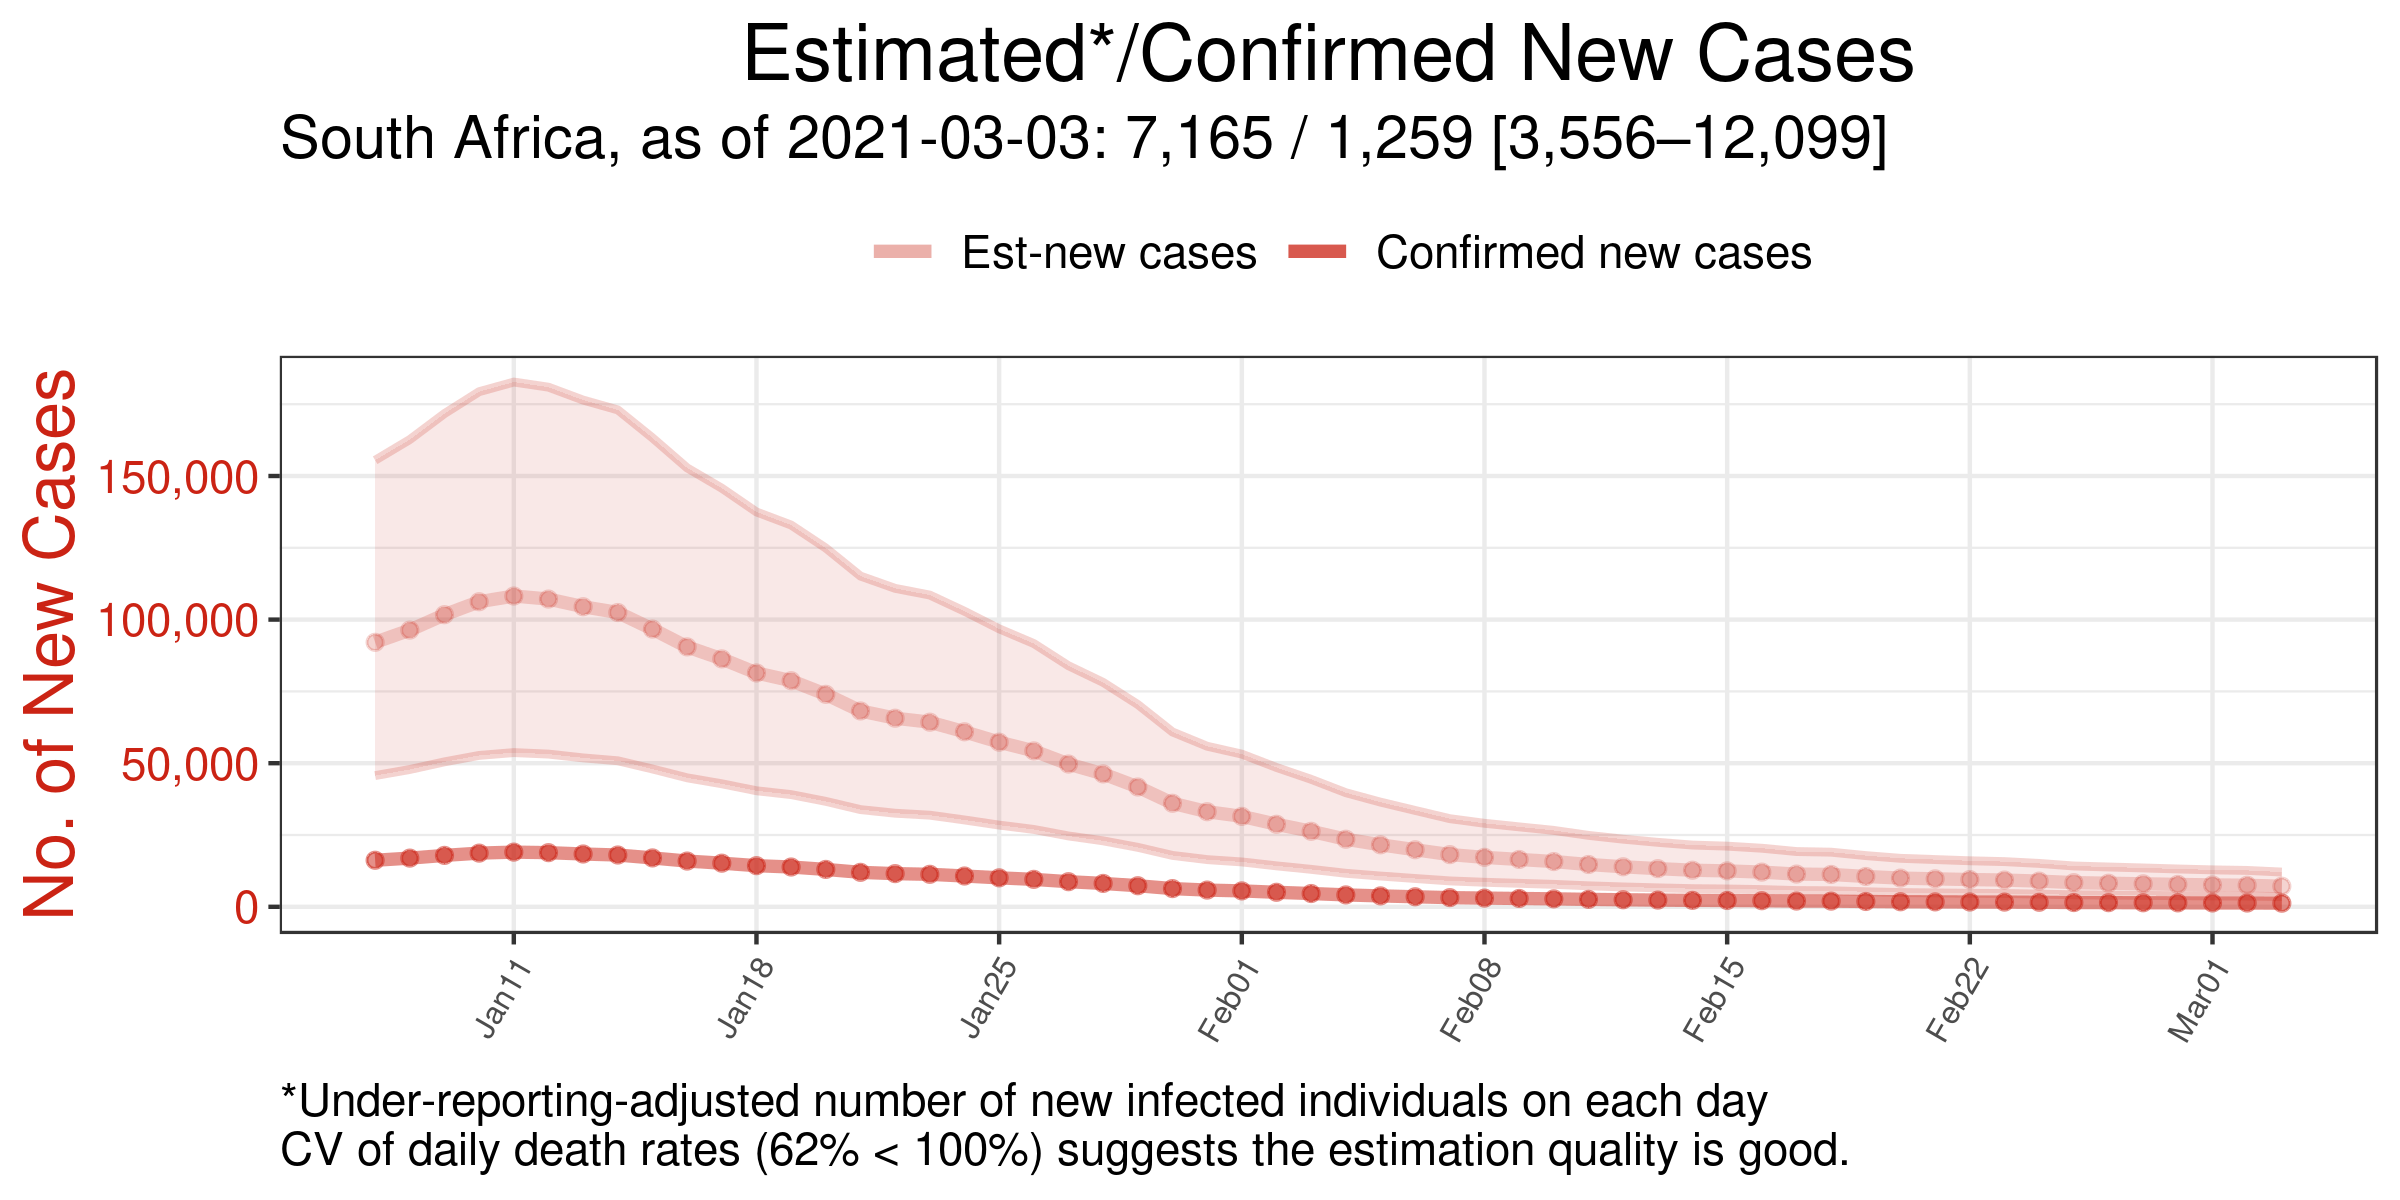 Estimated*/Confirmed New Cases
South Africa, as of 2021-03-03: 7,165 / 1,259 [3,556–12,099]
Est-new cases
Confirmed new cases
No. of New Cases
150,000
100,000
50,000
0
Jan11
Jan18
Jan25
Feb01
Feb08
Feb15
Feb22
Mar01
*Under-reporting-adjusted number of new infected individuals on each day
CV of daily death rates (62% < 100%) suggests the estimation quality is good.